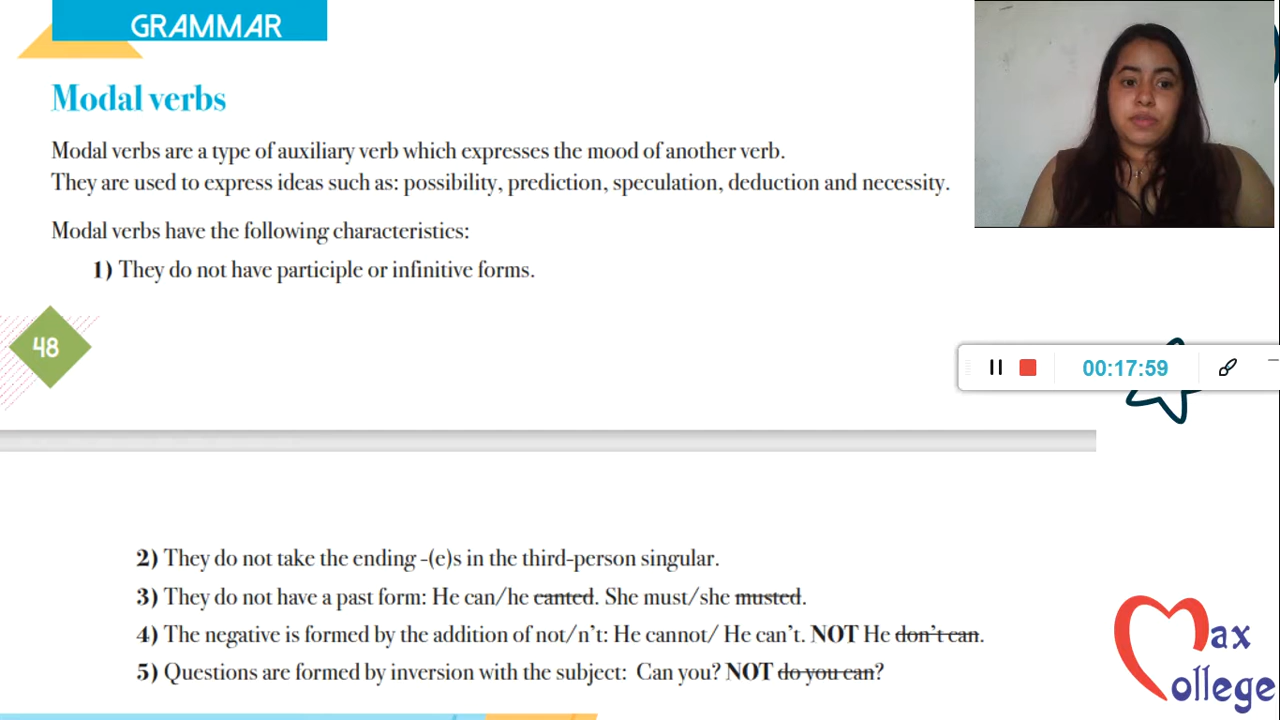 GRAMMAR
Modal verbs
Modal verbs are a type of auxiliary verb which expresses the mood of another verb.
They are used to express ideas such as: possibility, prediction, speculation, deduction and necessity.
Modal verbs have the following characteristics:
1) They do not have participle or infinitive forms.
48
00:17:59
2) They do not take the ending -(e)s in the third-person singular.
3) They do not have a past form: He can/he canted. She must/she musted.
4) The negative is formed by the addition of not/n't: He cannot/ He can't. NOT He don't can.
5) Questions are formed by inversion with the subject: Can you? NOT do you can?
Max
College